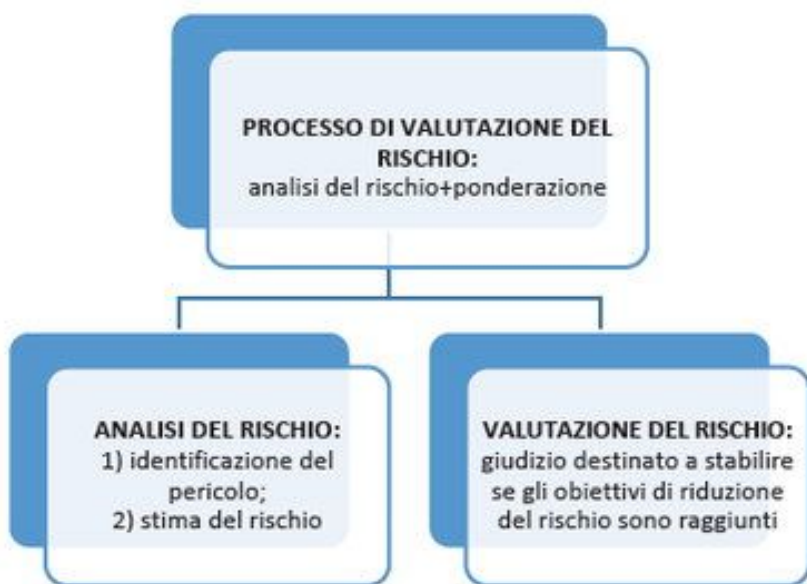 PROCESSO DI VALUTAZIONE DEL
RISCHIO:
analisi del rischio+ponderazione
ANALISI DEL RISCHIO:
1) identificazione del
pericolo;
2) stima del rischio
VALUTAZIONE DEL RISCHIO:
giudizio destinato a stabilire
se gli obiettivi di riduzione
del rischio sono raggiunti